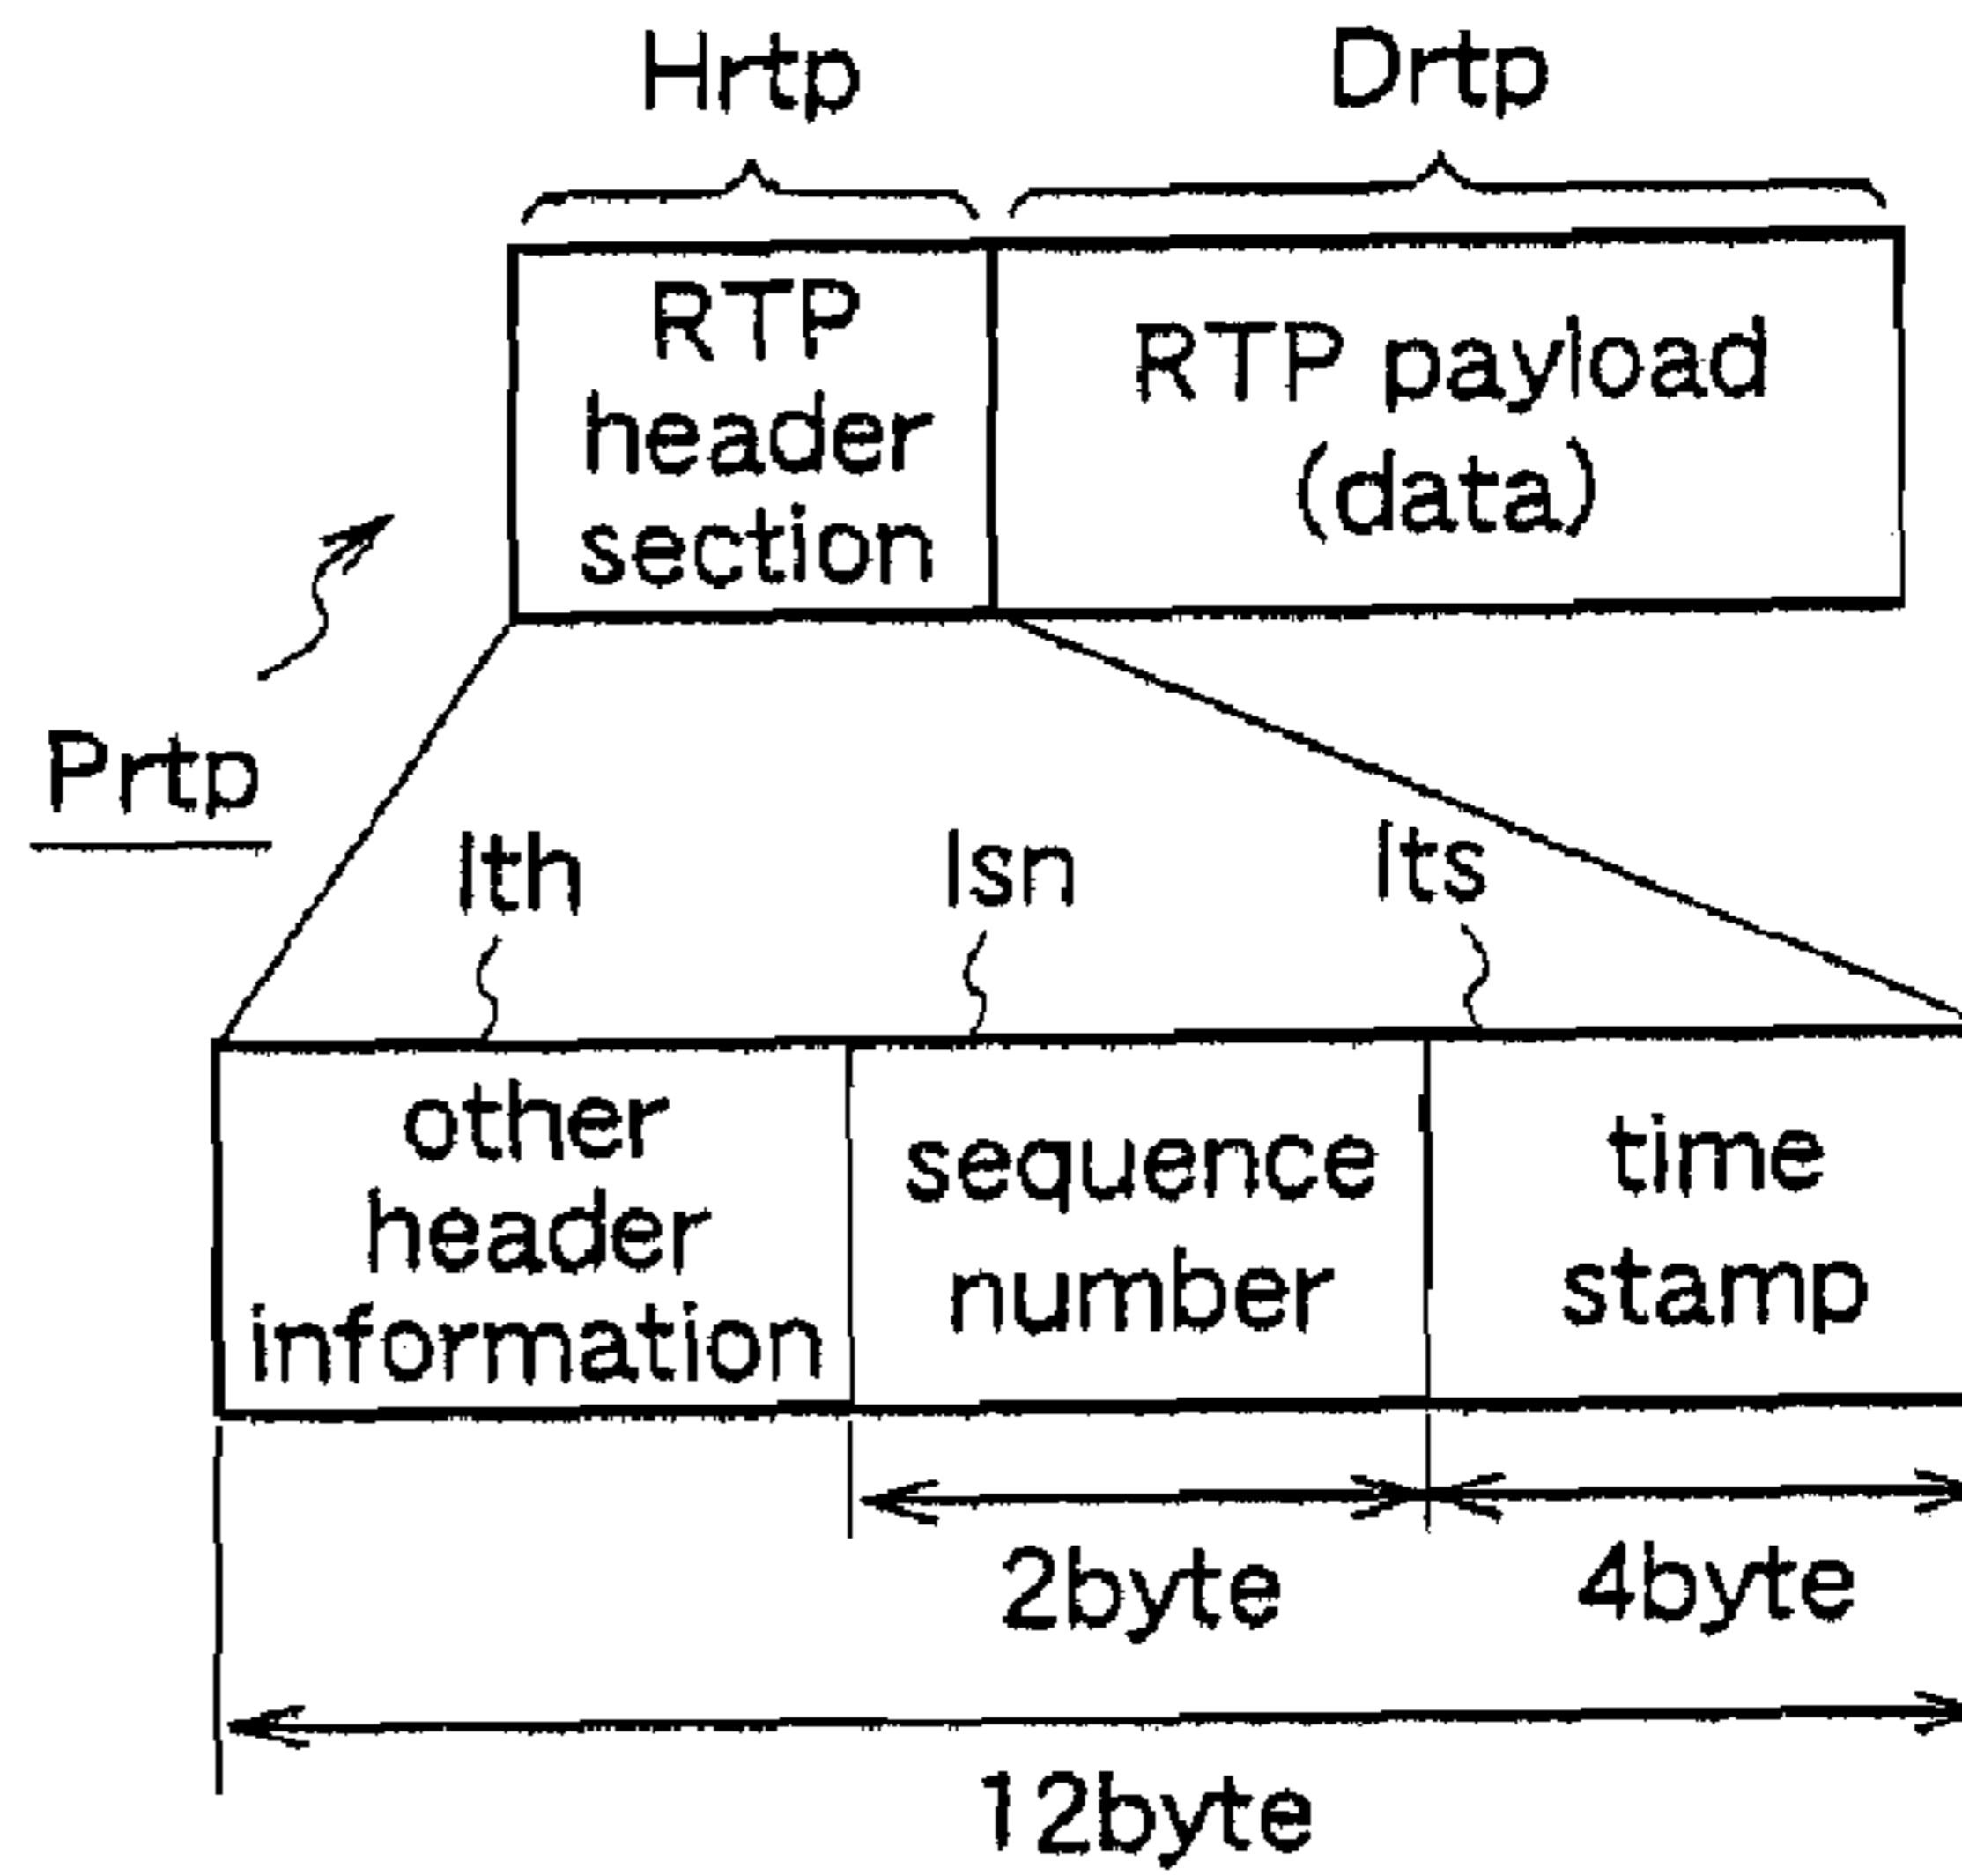 Hrtp Drtp
RTP
header
section
RTP payload
(data)
Prtp
Ith Isn Its
other
header
information
sequence
number
time
stamp
2byte 4byte
12byte